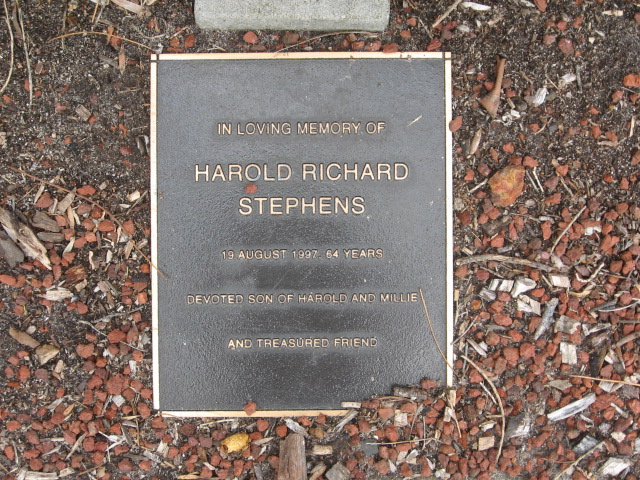 IN LOVING MEMORY OF
HAROLD RICHARD
STEPHENS
19 AUGUST 1997. 64 YEARS
DEVOTED SON OF HAROLD AND MILLIE
AND TREASURED FRIEND